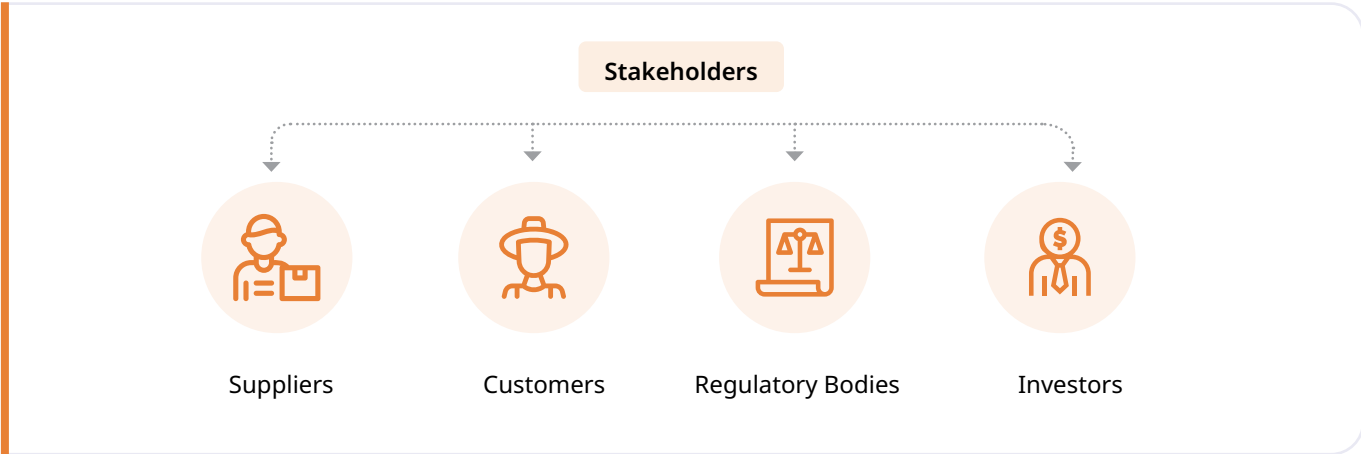 Stakeholders
Suppliers
Customers
Regulatory Bodies
Investors